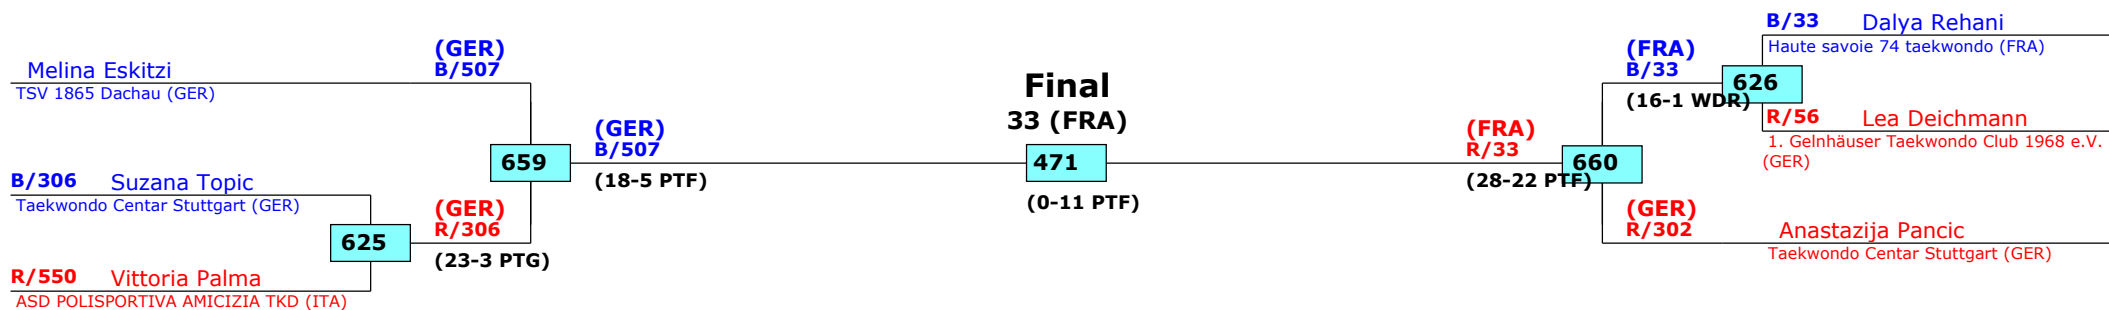 Melina Eskitzi
TSV 1865 Dachau (GER)
B/306 Suzana Topic
Taekwondo Centar Stuttgart (GER)
R/550 Vittoria Palma
ASD POLISPORTIVA AMICIZIA TKD (ITA)
625
(GER)
B/507
(GER)
R/306
(23-3 PTG)
659
(GER)
B/507
(18-5 PTF)
Final
33 (FRA)
471
(0-11 PTF)
(FRA)
R/33
(28-22 PTF)
660
(FRA)
B/33
(16-1 WDR)
(GER)
R/302
626
B/33 Dalya Rehani
Haute savoie 74 taekwondo (FRA)
R/56 Lea Deichmann
1. Gelnhäuser Taekwondo Club 1968 e.V.
(GER)
Anastazija Pancic
Taekwondo Centar Stuttgart (GER)